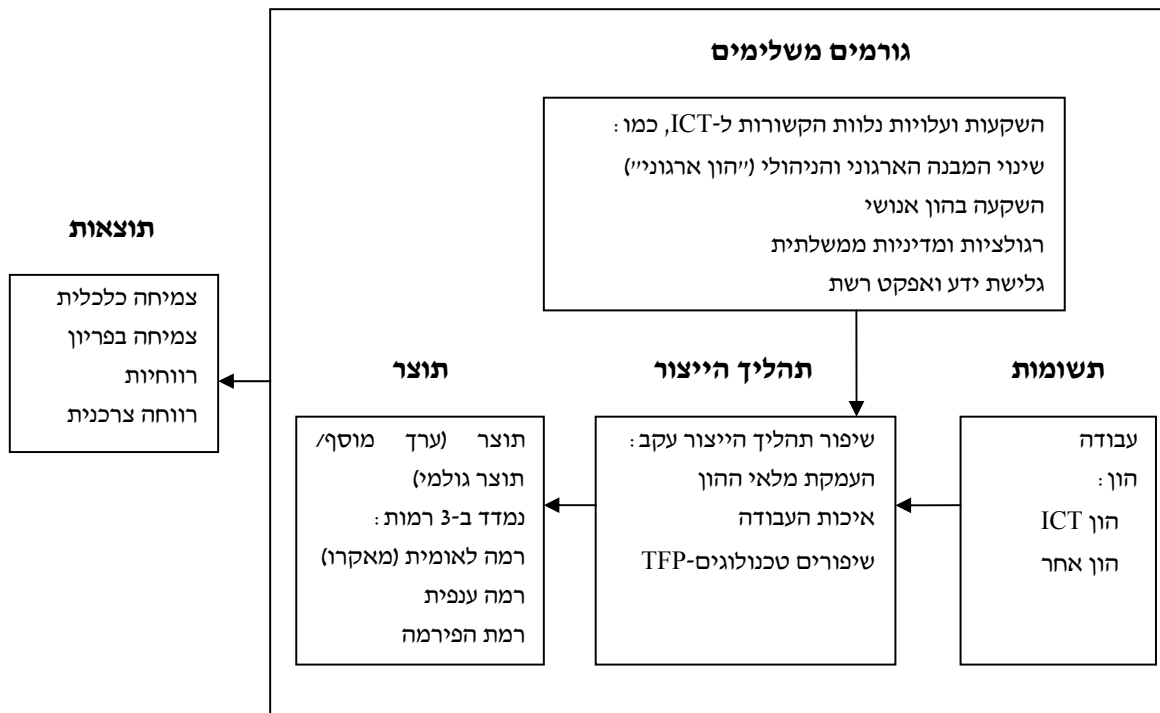 גורמים משלימים
השקעות ועלויות נלוות הקשורות ל-ICT, כמו:
שינוי המבנה הארגוני והניהולי ("הון ארגוני")
השקעה בהון אנושי
רגולציות ומדיניות ממשלתית
גלישת ידע ואפקט רשת
תשומות
עבודה
הון:
הון ICT
הון אחר
תהליך הייצור
שיפור תהליך הייצור עקב:
העמקת מלאי ההון
איכות העבודה
שיפורים טכנולוגים-TFP
תוצר
תוצר (ערך מוסף/
תוצר גולמי)
נמדד ב-3 רמות:
רמה לאומית (מאקרו)
רמה ענפית
רמת הפירמה
תוצאות
צמיחה כלכלית
צמיחה בפריון
רווחיות
רווחה צרכנית